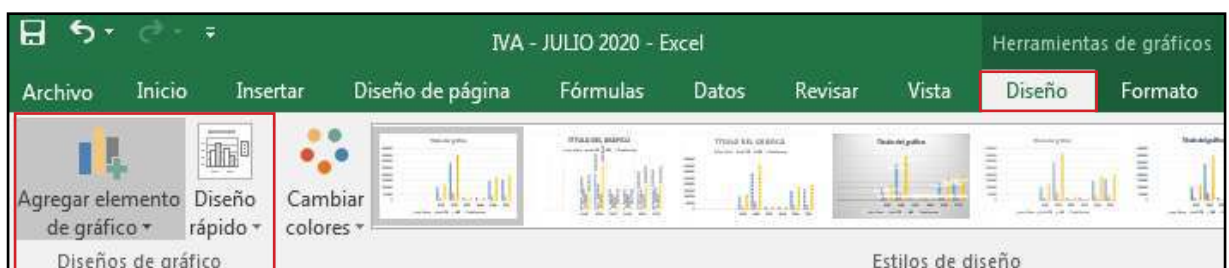 IVA - JULIO 2020 - Excel
Herramientas de gráficos
Archivo Inicio Insertar Diseño de página Fórmulas Datos Revisar Vista Diseño Formato
Agregar elemento de gráfico
Diseño rápido
Cambiar colores
Diseños de gráfico
Estilos de diseño